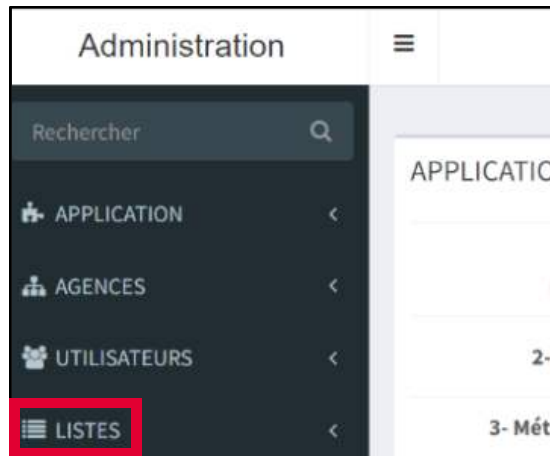 Administration
Rechercher
APPLICATION
AGENCES
UTILISATEURS
LISTES
APPLICATIO
2-
3- Mét